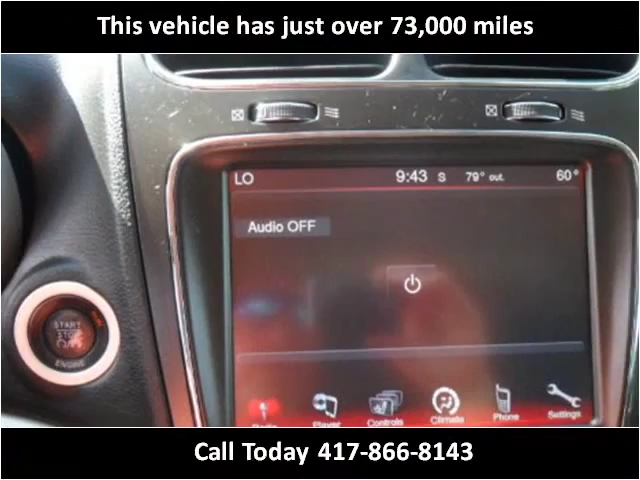 This vehicle has just over 73,000 miles
LO 9:43 S 79° out. 60°
Audio OFF
START
STOP
ENGINE
Radio Player Controls Climate Phone Settings
Call Today 417-866-8143